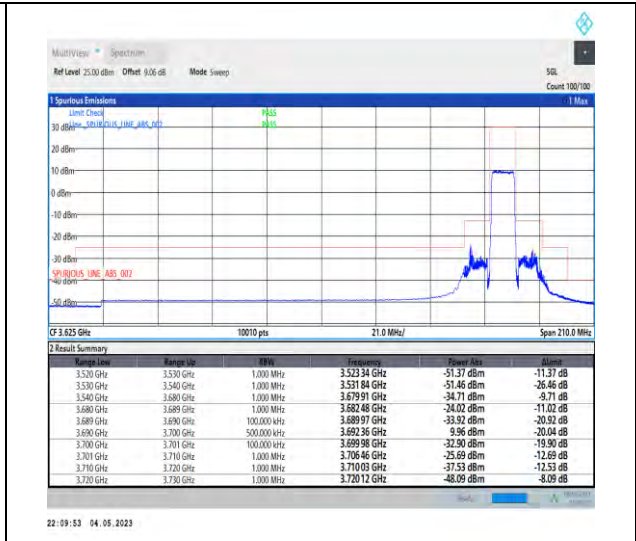 MultiView Spectrum
Ref Level 25.00 dBm Offset 9.06 dB Mode Sweep SGL
Count 100/100
1 Spurious Emissions 1 Max
Limit Check PASS
Line _SPURIOUS_LINE_ABS_002 PASS
30 dBm
20 dBm
10 dBm
0 dBm
-10 dBm
-20 dBm
-30 dBm
SPURIOUS_LINE_ABS_002
-40 dBm
-50 dBm
CF 3.625 GHz 10010 pts 21.0 MHz/ Span 210.0 MHz
2 Result Summary
Range Low Range Up RBW Frequency Power Abs ΔLimit
3.520 GHz 3.530 GHz 1.000 MHz 3.523 34 GHz -51.37 dBm -11.37 dB
3.530 GHz 3.540 GHz 1.000 MHz 3.531 84 GHz -51.46 dBm -26.46 dB
3.540 GHz 3.680 GHz 1.000 MHz 3.679 91 GHz -34.71 dBm -9.71 dB
3.680 GHz 3.689 GHz 1.000 MHz 3.682 48 GHz -24.02 dBm -11.02 dB
3.689 GHz 3.690 GHz 100.000 kHz 3.689 97 GHz -33.92 dBm -20.92 dB
3.690 GHz 3.700 GHz 500.000 kHz 3.692 36 GHz 9.96 dBm -20.04 dB
3.700 GHz 3.701 GHz 100.000 kHz 3.699 98 GHz -32.90 dBm -19.90 dB
3.701 GHz 3.710 GHz 1.000 MHz 3.706 46 GHz -25.69 dBm -12.69 dB
3.710 GHz 3.720 GHz 1.000 MHz 3.710 03 GHz -37.53 dBm -12.53 dB
3.720 GHz 3.730 GHz 1.000 MHz 3.720 12 GHz -48.09 dBm -8.09 dB
22:09:53 04.05.2023